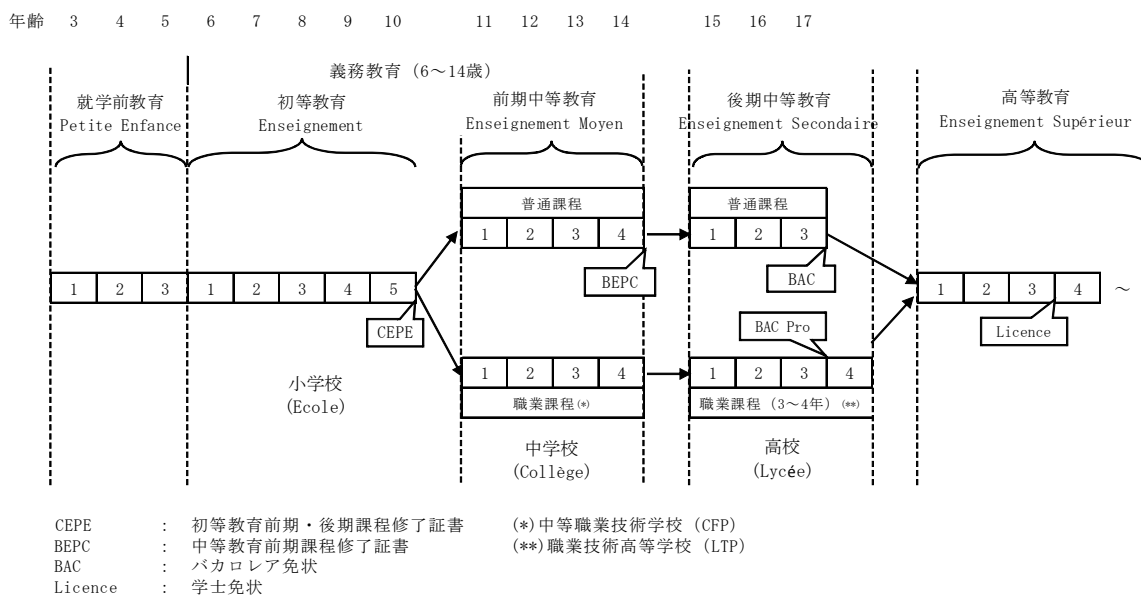 年齢 3 4 5 6 7 8 9 10 11 12 13 14 15 16 17
義務教育（6～14歳）
就学前教育 初等教育 前期中等教育 後期中等教育 高等教育
Petite Enfance Enseignement Enseignement Moyen Enseignement Secondaire Enseignement Supérieur
普通課程 普通課程
1 2 3 4 1 2 3
BEPC BAC
1 2 3 1 2 3 4 5 1 2 3 4 ～
CEPE BAC Pro Licence
1 2 3 4 1 2 3 4
職業課程(*) 職業課程（3～4年）(**)
小学校
(Ecole)
中学校 高校
(Collège) (Lycée)
CEPE : 初等教育前期・後期課程修了証書 (*)中等職業技術学校（CFP）
BEPC : 中等教育前期課程修了証書 (**)職業技術高等学校（LTP）
BAC : バカロレア免状
Licence : 学士免状